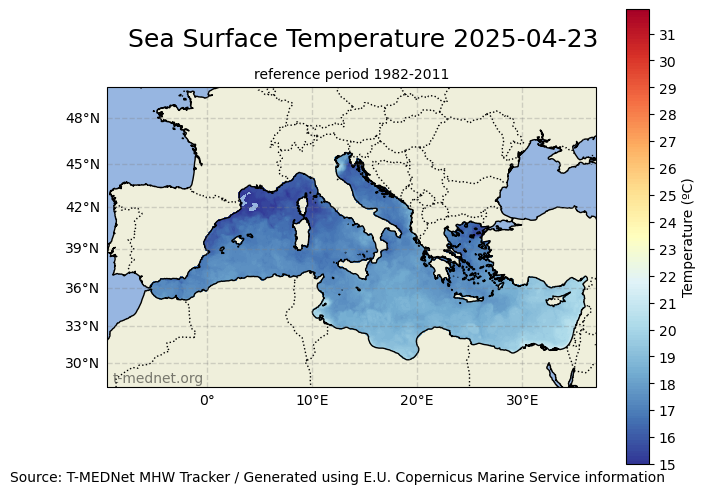 Sea Surface Temperature 2025-04-23
reference period 1982-2011
48°N
45°N
42°N
39°N
36°N
33°N
30°N
t-mednet.org
0°
10°E
20°E
30°E
31
30
29
28
27
26
25
24
23
22
21
20
19
18
17
16
15
Temperature (ºC)
Source: T-MEDNet MHW Tracker / Generated using E.U. Copernicus Marine Service information